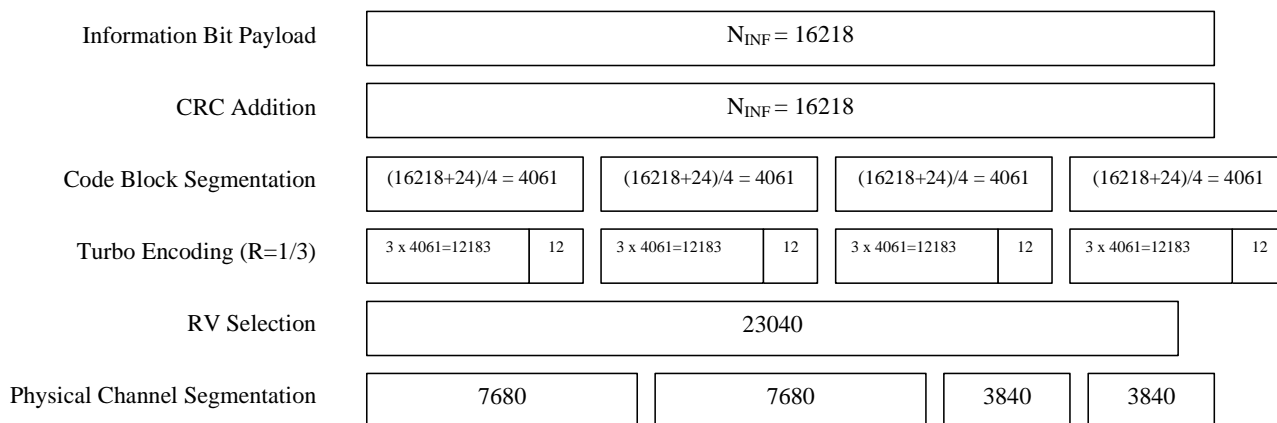 Information Bit Payload N_INF = 16218
CRC Addition N_INF = 16218
Code Block Segmentation (16218+24)/4 = 4061 (16218+24)/4 = 4061 (16218+24)/4 = 4061 (16218+24)/4 = 4061
Turbo Encoding (R=1/3) 3 x 4061=12183 12 3 x 4061=12183 12 3 x 4061=12183 12 3 x 4061=12183 12
RV Selection 23040
Physical Channel Segmentation 7680 7680 3840 3840